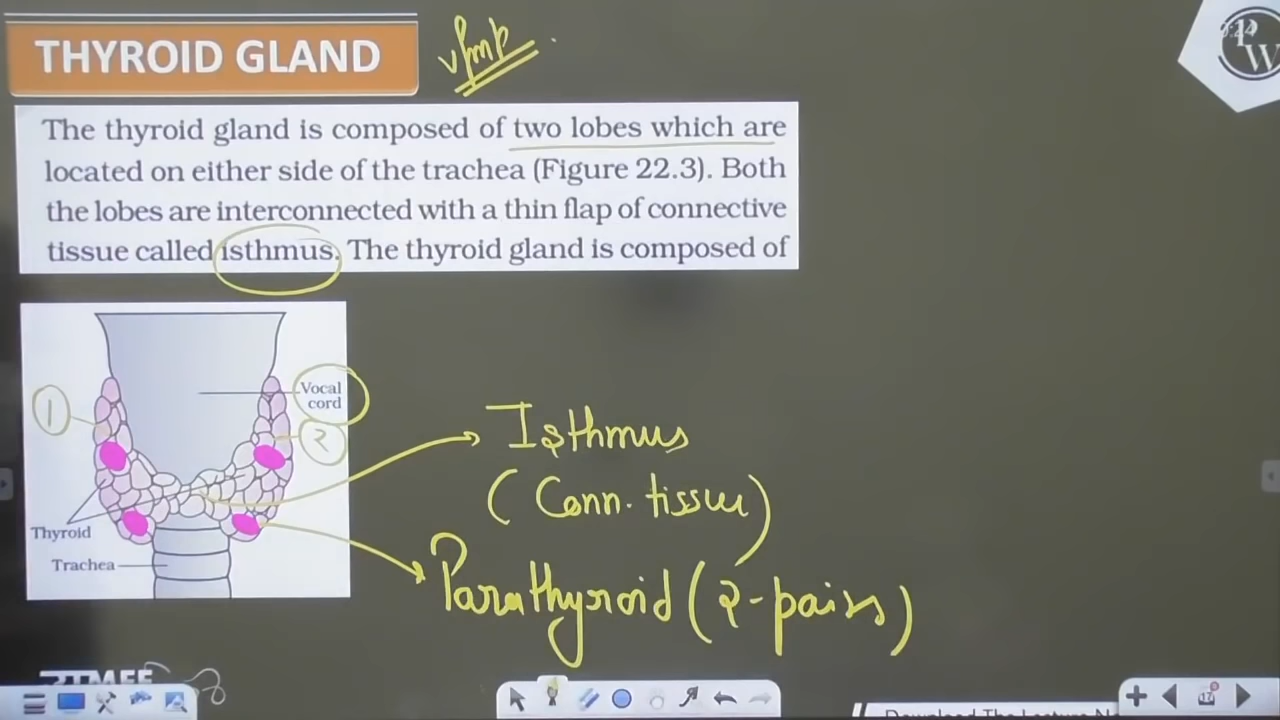 THYROID GLAND
vImp
PW
The thyroid gland is composed of two lobes which are
located on either side of the trachea (Figure 22.3). Both
the lobes are interconnected with a thin flap of connective
tissue called isthmus. The thyroid gland is composed of
Vocal
cord
1
2
Thyroid
Trachea
Isthmus
(Conn. tissue)
Parathyroid (2-pairs)
17